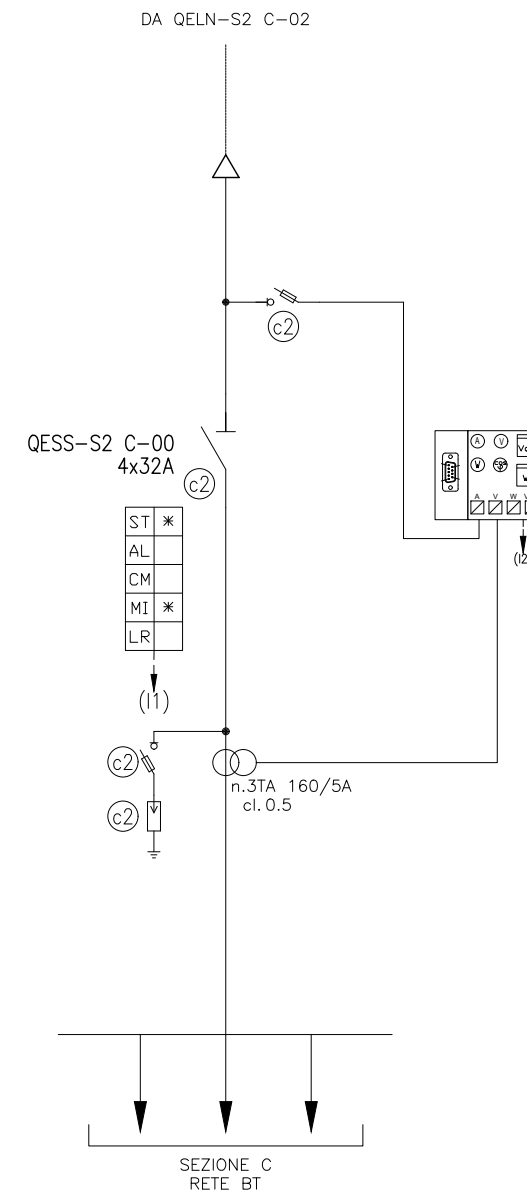 DA QELN-S2 C-02
c2
QESS-S2 C-00
4x32A
c2
A V
W
A V W
ST *
AL
CM
MI *
LR
(I2
(I1)
c2
n.3TA 160/5A
cl.0.5
c2
SEZIONE C
RETE BT